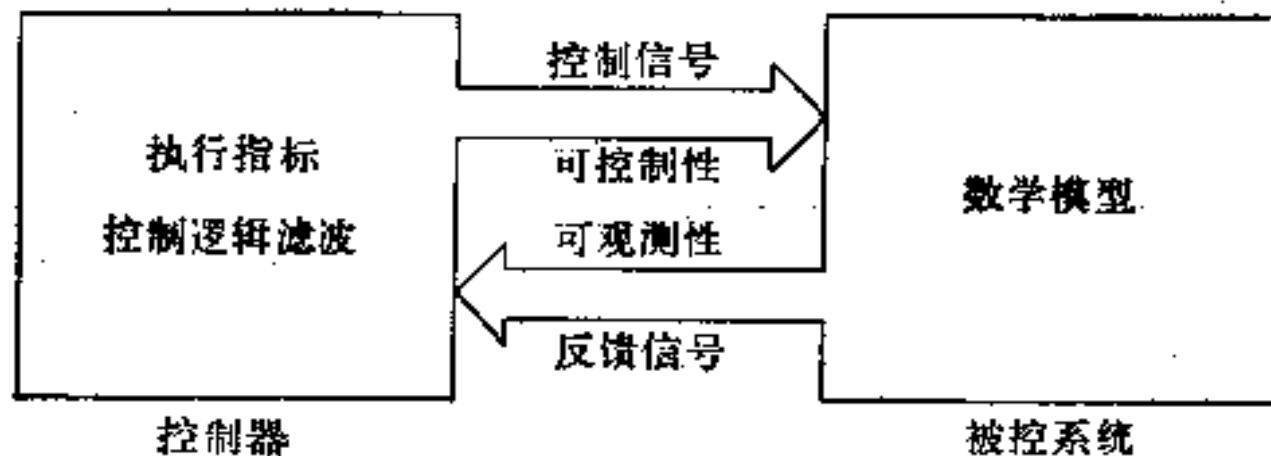 控制信号
执行指标
可控制性
数学模型
控制逻辑滤波
可观测性
反馈信号
控制器
被控系统